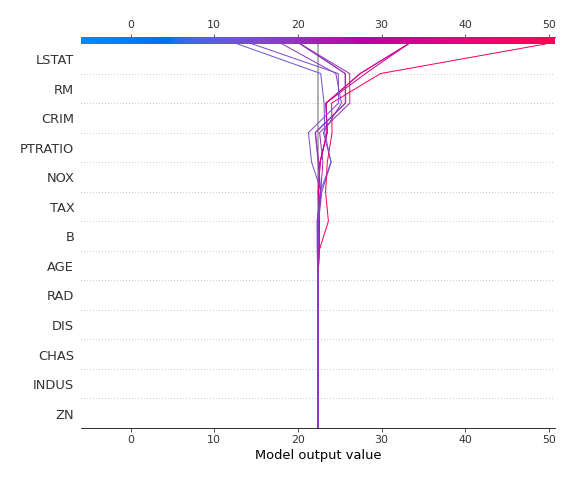 0 10 20 30 40 50
LSTAT
RM
CRIM
PTRATIO
NOX
TAX
B
AGE
RAD
DIS
CHAS
INDUS
ZN
0 10 20 30 40 50
Model output value